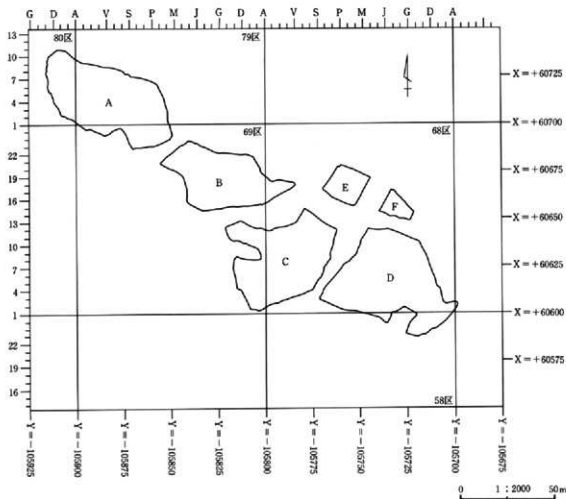 G D A V S P M J G D A V S P M J G D A
80区 79区
13
10
7
4
1
22
19
16
13
10
7
4
1
22
19
16
A
69区 68区
B
E
F
C
D
58区
X=+60725
X=+60700
X=+60675
X=+60650
X=+60625
X=+60600
X=+60575
Y=-105925
Y=-105900
Y=-105875
Y=-105850
Y=-105825
Y=-105800
Y=-105775
Y=-105750
Y=-105725
Y=-105700
Y=-105675
0 1:2000 50m